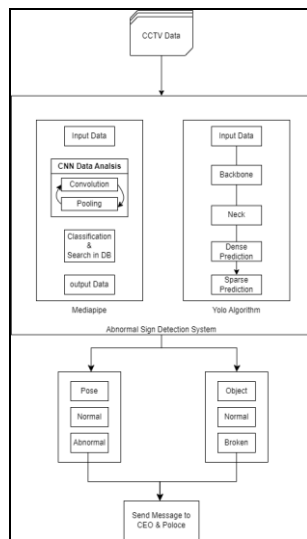 CCTV Data
Input Data
CNN Data Analsis
Convolution
Pooling
Classification
&
Search in DB
output Data
Mediapipe
Input Data
Backbone
Neck
Dense
Prediction
Sparse
Prediction
Yolo Algorithm
Abnormal Sign Detection System
Pose
Normal
Abnormal
Object
Normal
Broken
Send Message to
CEO & Poloce